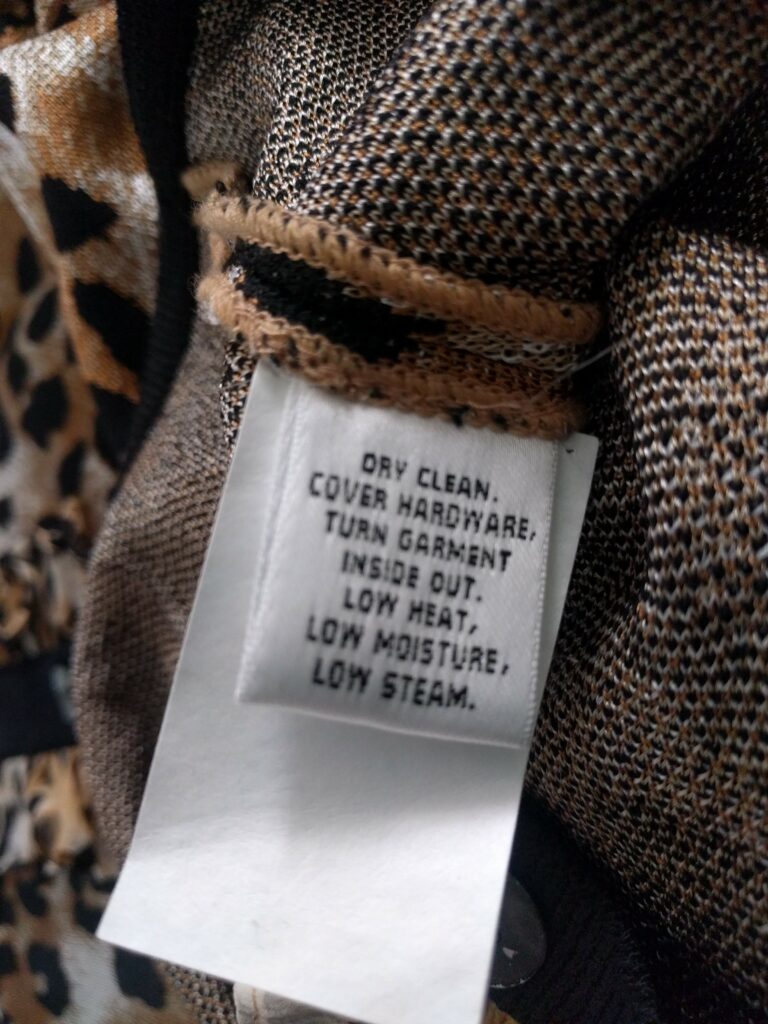 DRY CLEAN.
COVER HARDWARE,
TURN GARMENT
INSIDE OUT.
LOW HEAT,
LOW MOISTURE,
LOW STEAM.